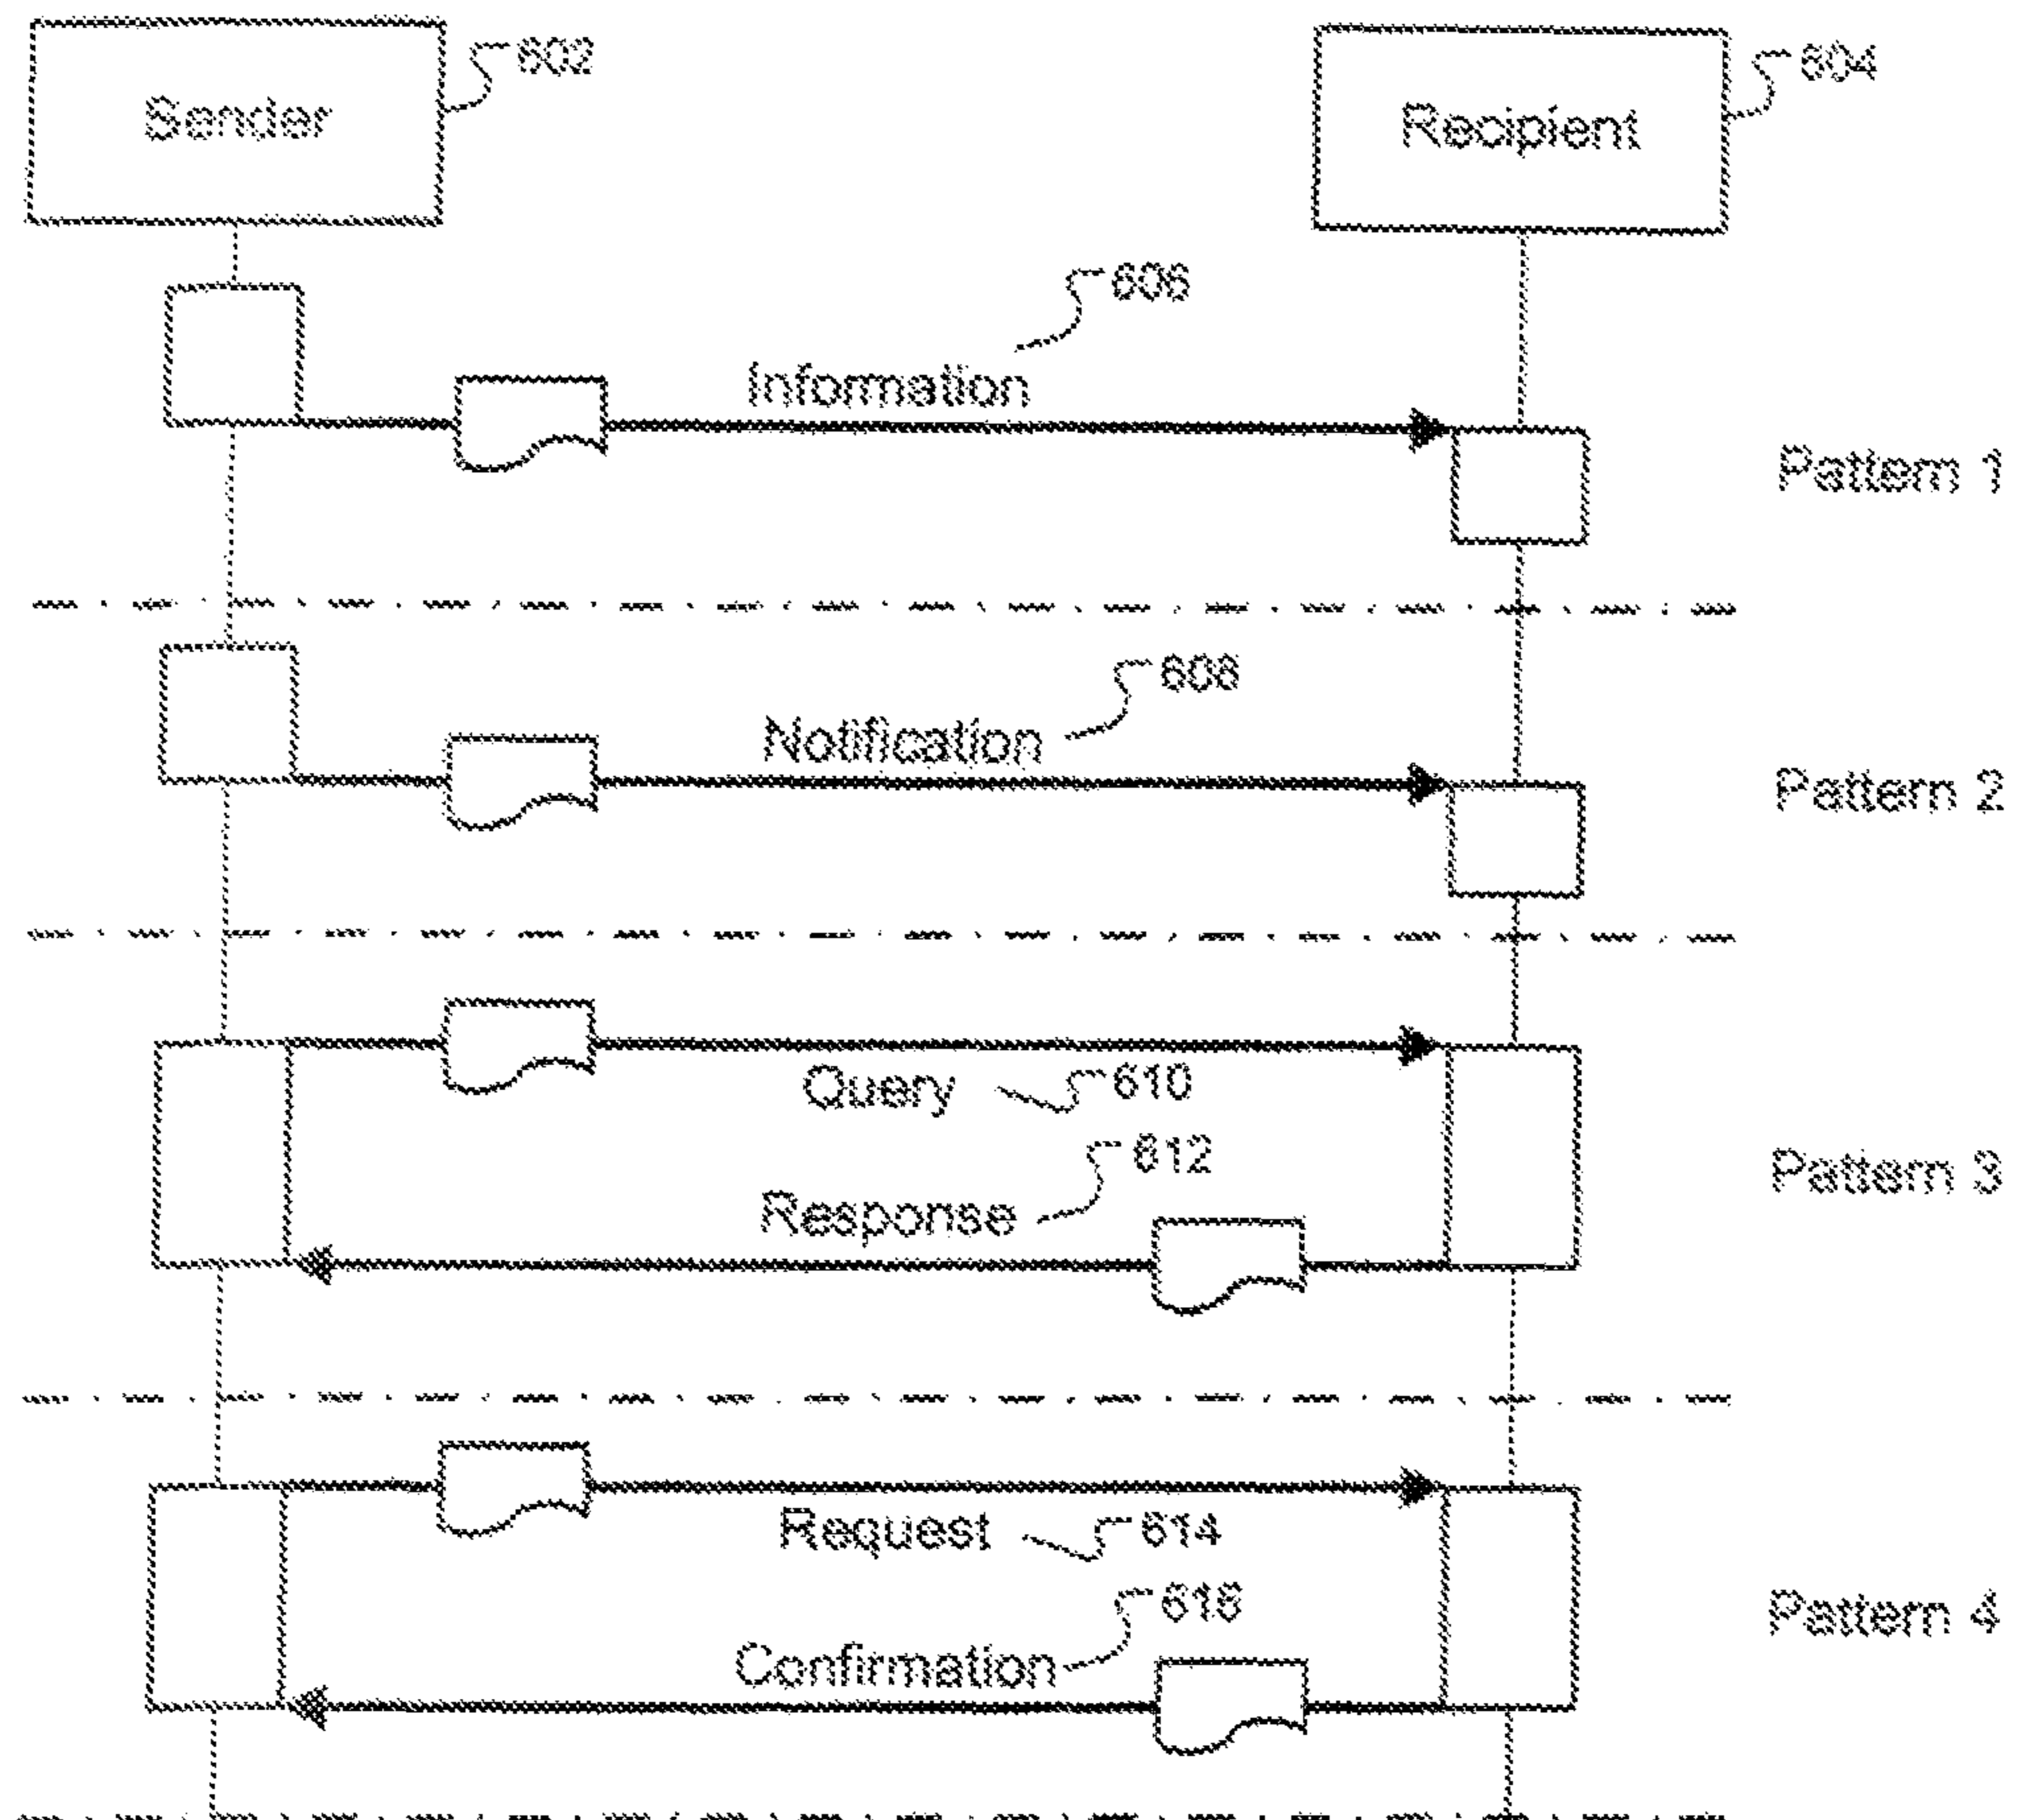 Sender
602
Recipient
604
606
Information
Pattern 1
608
Notification
Pattern 2
Query
610
612
Response
Pattern 3
Request
614
616
Confirmation
Pattern 4